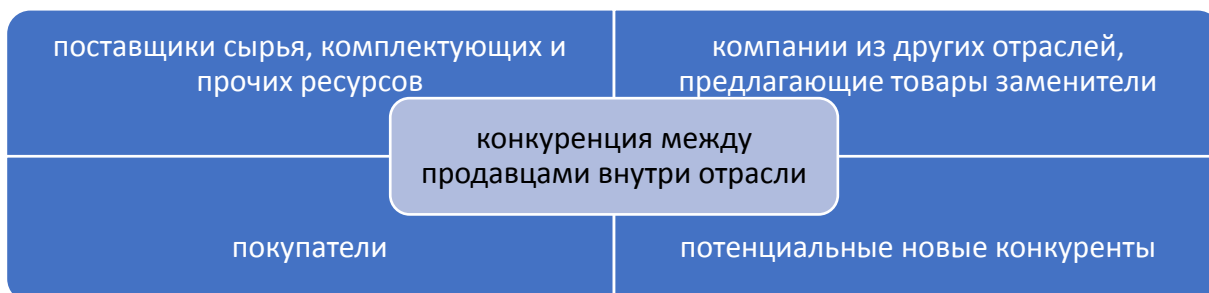 поставщики сырья, комплектующих и
прочих ресурсов
компании из других отраслей,
предлагающие товары заменители
конкуренция между
продавцами внутри отрасли
покупатели
потенциальные новые конкуренты